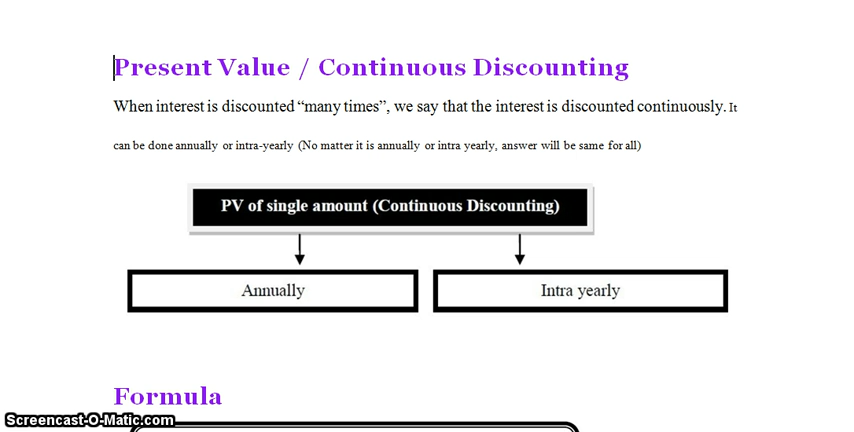 Present Value / Continuous Discounting
When interest is discounted “many times”, we say that the interest is discounted continuously. It
can be done annually or intra-yearly (No matter it is annually or intra yearly, answer will be same for all)
PV of single amount (Continuous Discounting)
Annually
Intra yearly
Formula
Screencast-O-Matic.com